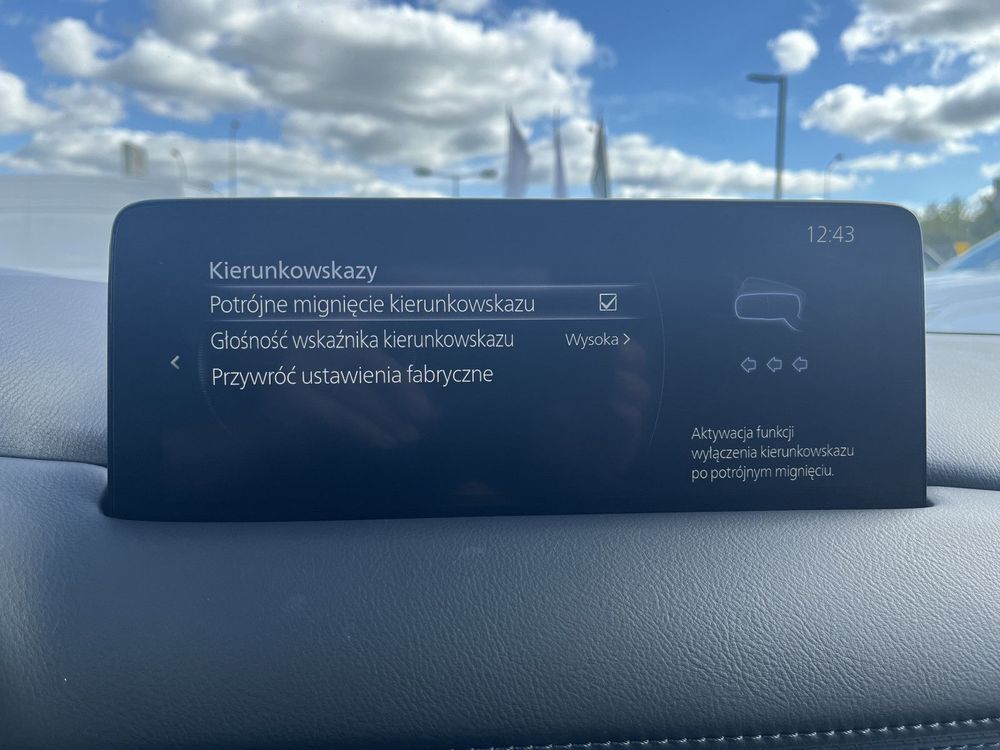 12:43
Kierunkowskazy
Potrójne mignięcie kierunkowskazu
Głośność wskaźnika kierunkowskazu Wysoka >
Przywróć ustawienia fabryczne
Aktywacja funkcji
wyłączenia kierunkowskazu
po potrójnym mignięciu.